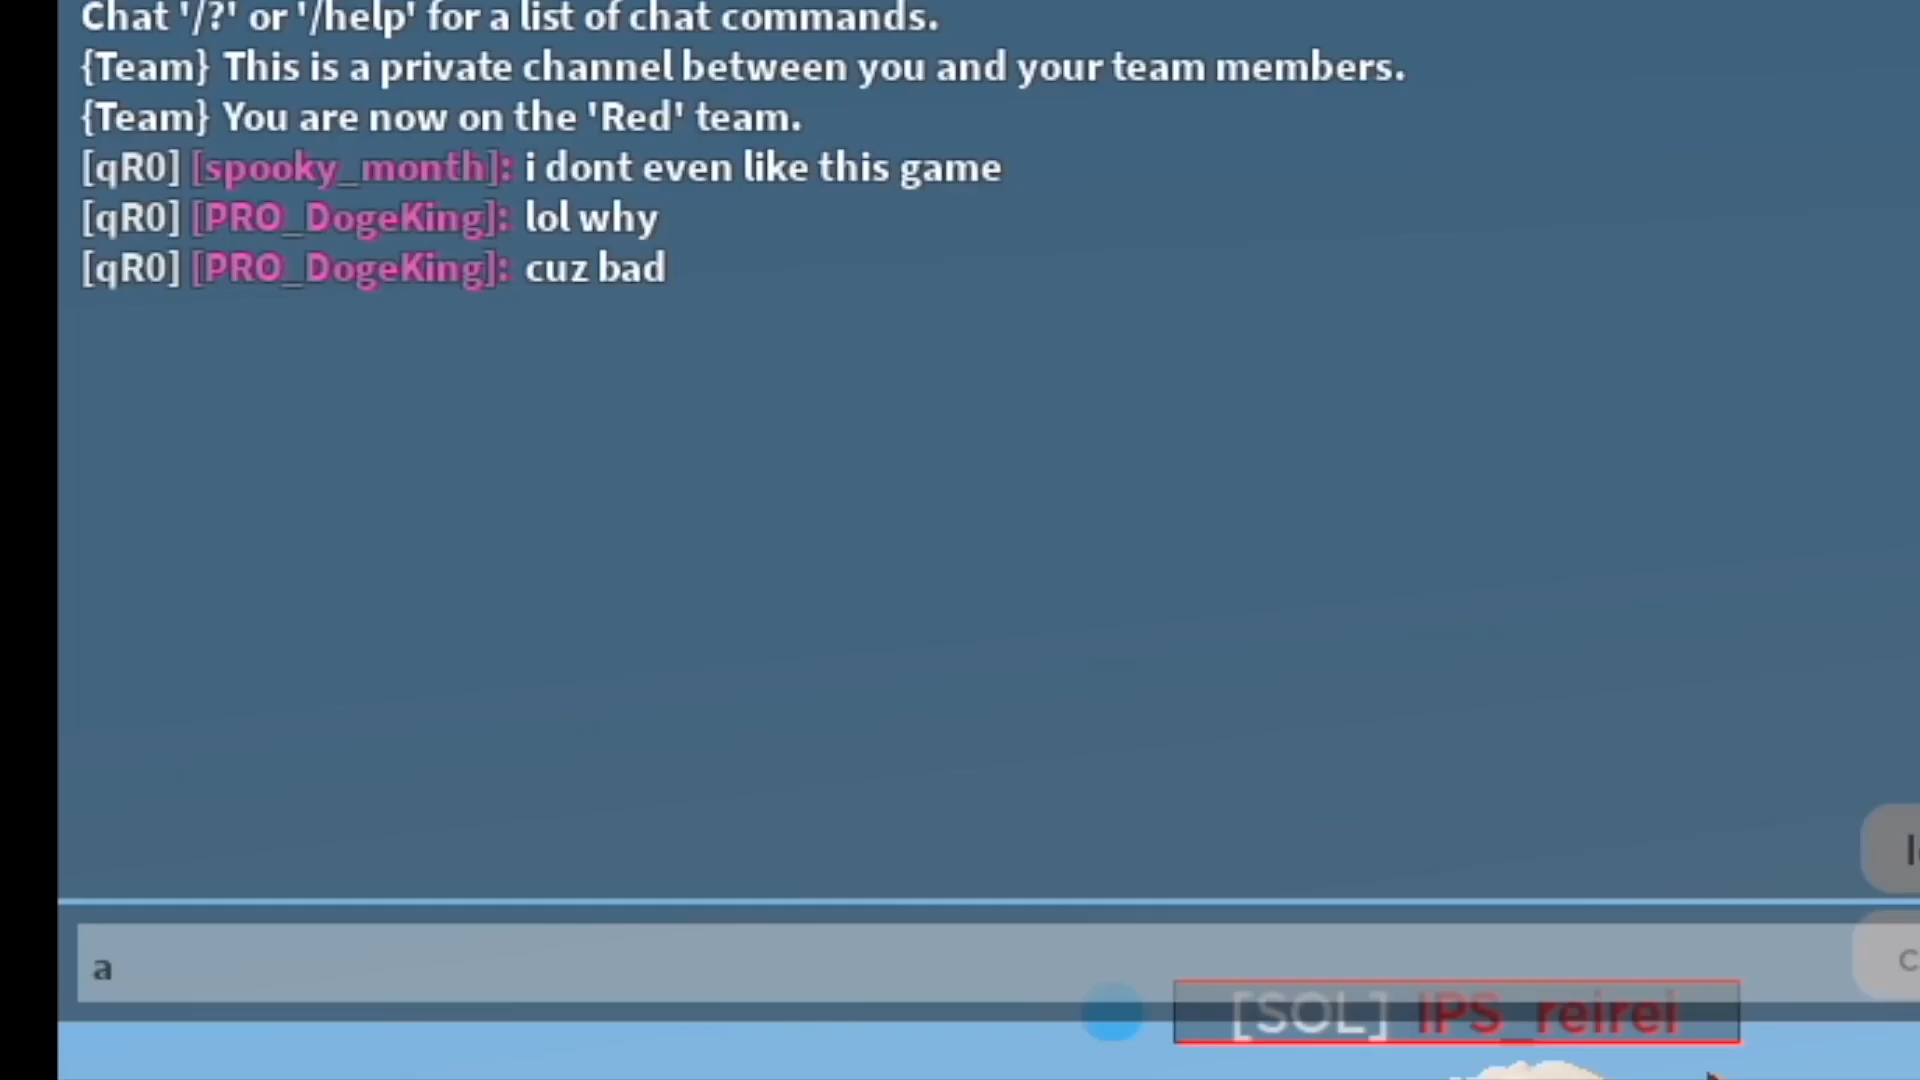 Chat '/?' or '/help' for a list of chat commands.
{Team} This is a private channel between you and your team members.
{Team} You are now on the 'Red' team.
[qR0] [spooky_month]: i dont even like this game
[qR0] [PRO_DogeKing]: lol why
[qR0] [PRO_DogeKing]: cuz bad
a
[SOL] IPS_reirei